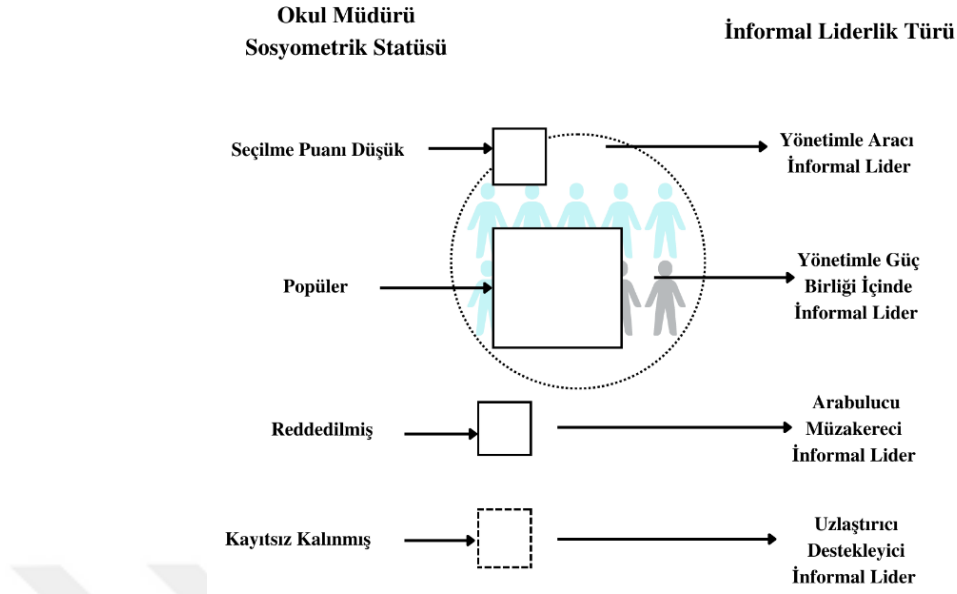 Okul Müdürü
Sosyometrik Statüsü
İnformal Liderlik Türü
Seçilme Puanı Düşük
Yönetimle Aracı
İnformal Lider
Popüler
Yönetimle Güç
Birliği İçinde
İnformal Lider
Reddedilmiş
Arabulucu
Müzakereci
İnformal Lider
Kayıtsız Kalınmış
Uzlaştırıcı
Destekleyici
İnformal Lider